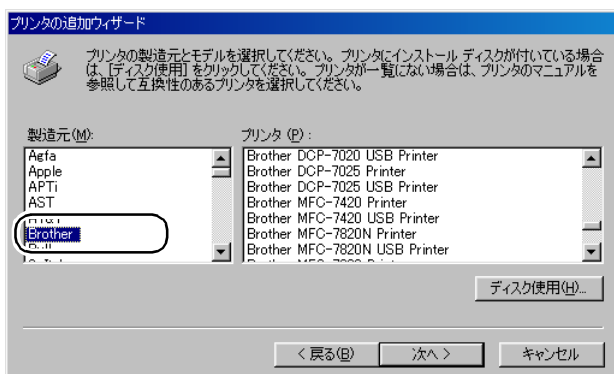 プリンタの追加ウィザード
プリンタの製造元とモデルを選択してください。プリンタにインストール ディスクが付いている場合
は、[ディスク使用] をクリックしてください。プリンタが一覧にない場合は、プリンタのマニュアルを
参照して互換性のあるプリンタを選択してください。
製造元(M):
プリンタ (P) :
Agfa
Apple
APTi
AST
Brother
Brother DCP-7020 USB Printer
Brother DCP-7025 Printer
Brother DCP-7025 USB Printer
Brother MFC-7420 Printer
Brother MFC-7420 USB Printer
Brother MFC-7820N Printer
Brother MFC-7820N USB Printer
ディスク使用(H)...
< 戻る(B)
次へ >
キャンセル